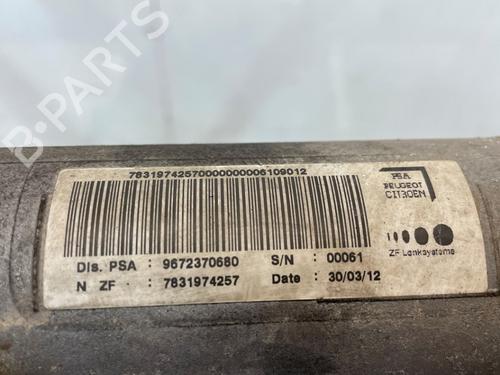 78319742570000000006109012
PSA
PEUGEOT
CITROEN
Dis. PSA : 9672370680 S/N : 00061
N ZF : 7831974257 Date : 30/03/12
ZF Lenksysteme
B-PARTS